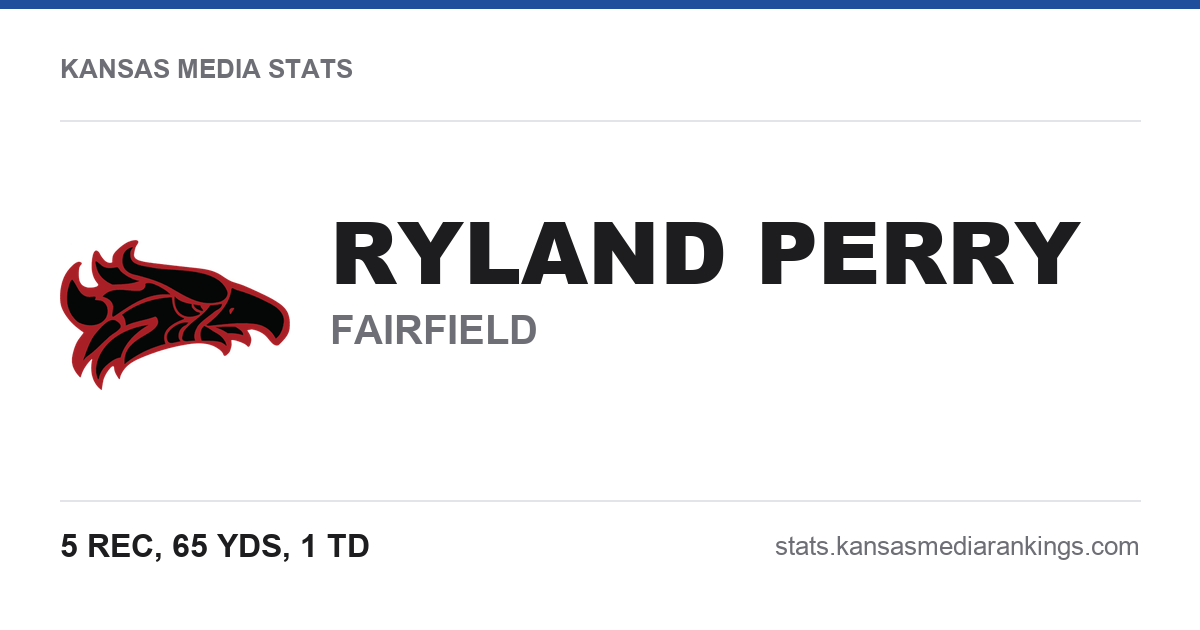 KANSAS MEDIA STATS
RYLAND PERRY
FAIRFIELD
5 REC, 65 YDS, 1 TD
stats.kansasmediarankings.com